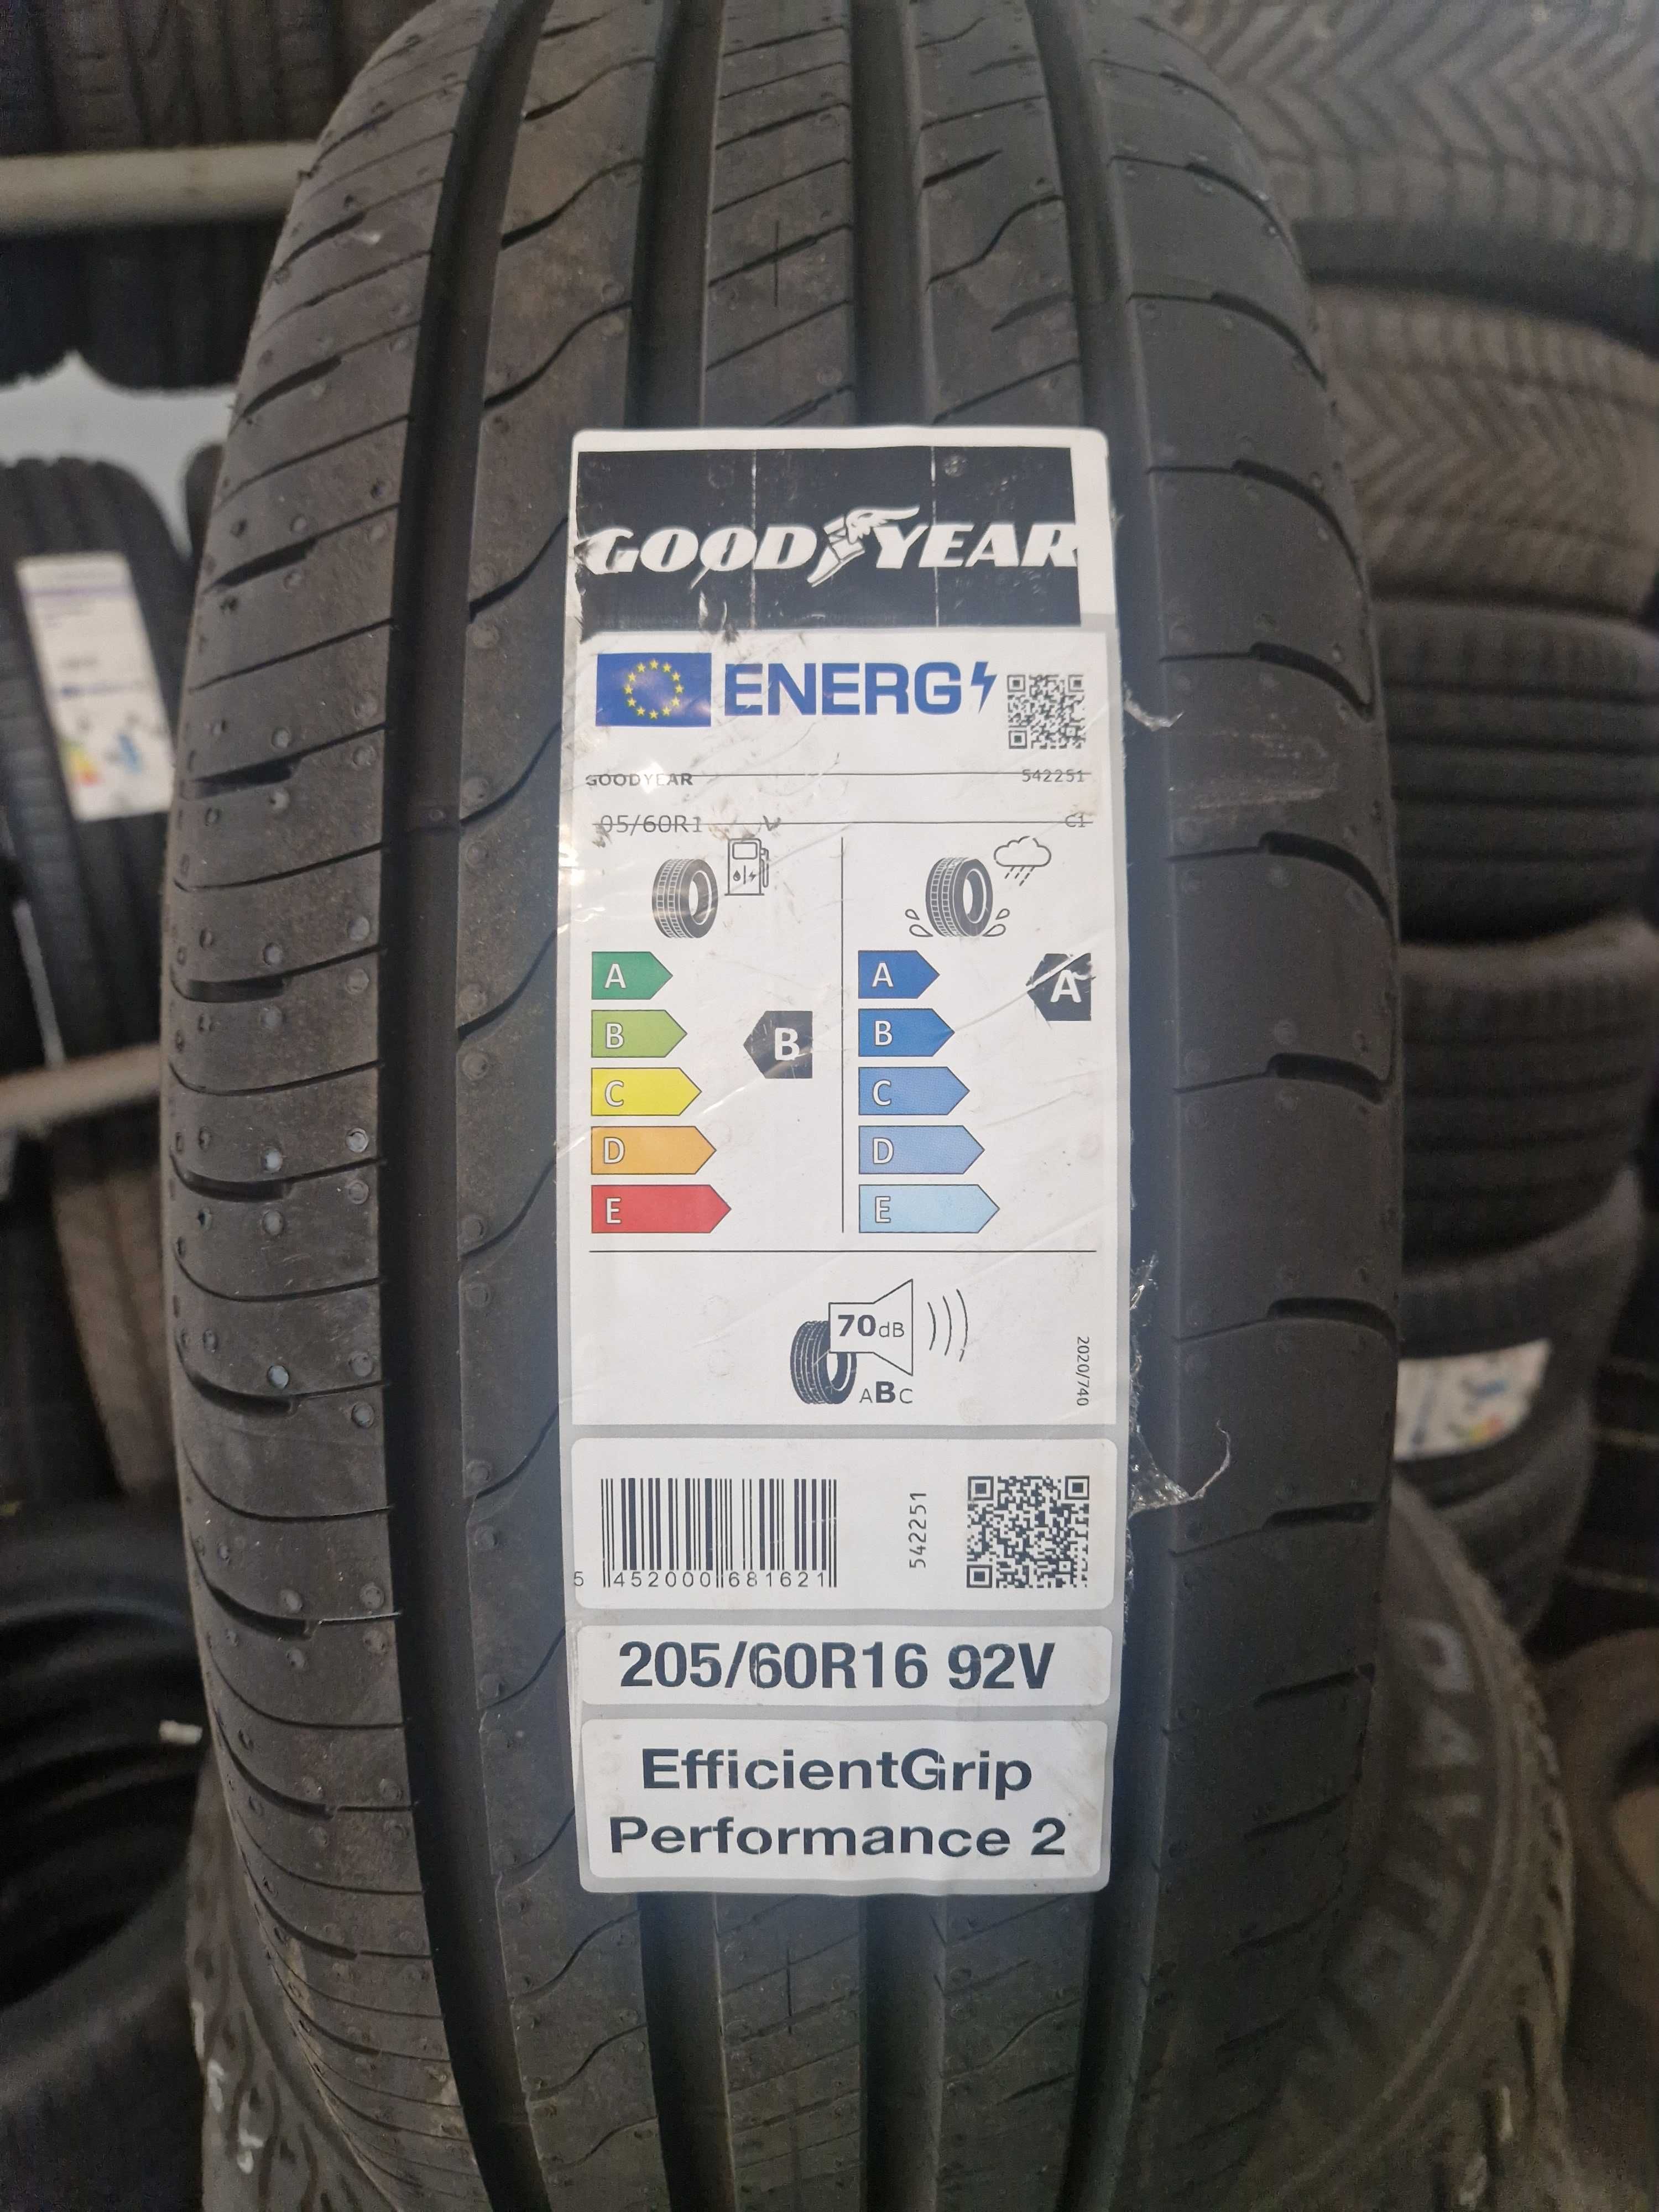 GOODYEAR
ENERG
GOODYEAR 542251
05/60R1 C1
A A A
B B B
C C
D D
E E
70dB
ABC
2020/740
5 452000 681621
542251
205/60R16 92V
EfficientGrip
Performance 2